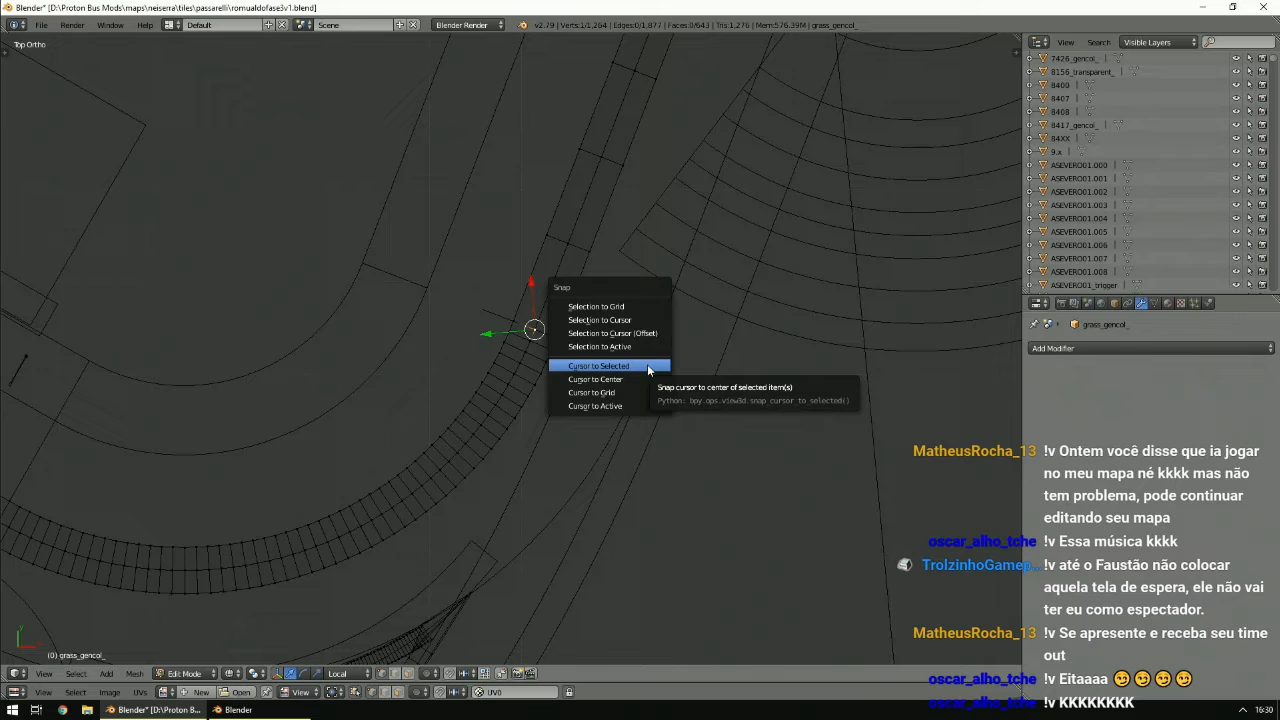 Blender* [D:\Proton Bus Mods\maps\neiserra\tiles\passarelli\romualdofase3v1.blend]
File
Render
Window
Help
Default
Scene
Blender Render
v2.79 | Verts:1/1,264 | Edges:0/1,877 | Faces:0/643 | Tris:1,276 | Mem:576.39M | grass_gencol_
View
Search
Visible Layers
Top Ortho
7426_gencol_
8156_transparent_
8400
8407
8408
8417_gencol_
84XX
9.x
ASEVERO01.000
ASEVERO01.001
ASEVERO01.002
ASEVERO01.003
ASEVERO01.004
ASEVERO01.005
ASEVERO01.006
ASEVERO01.007
ASEVERO01.008
ASEVERO01_trigger
grass_gencol_
Add Modifier
Snap
Selection to Grid
Selection to Cursor
Selection to Cursor (Offset)
Selection to Active
Cursor to Selected
Cursor to Center
Cursor to Grid
Cursor to Active
Snap cursor to center of selected item(s)
Python: bpy.ops.view3d.snap_cursor_to_selected()
MatheusRocha_13 !v Ontem você disse que ia jogar
no meu mapa né kkkk mas não
tem problema, pode continuar
editando seu mapa
oscar_alho_tche !v Essa música kkkk
TrolzinhoGamep... !v até o Faustão não colocar
aquela tela de espera, ele não vai
ter eu como espectador.
MatheusRocha_13 !v Se apresente e receba seu time
out
oscar_alho_tche !v Eitaaaa 😏 😏 😏 😏
oscar_alho_tche !v KKKKKKKK
y
(0) grass_gencol_
View
Select
Add
Mesh
Edit Mode
Local
View
Select
Image
UVs
New
Open
View
UV0
Blender* [D:\Proton B...
Blender
16:30